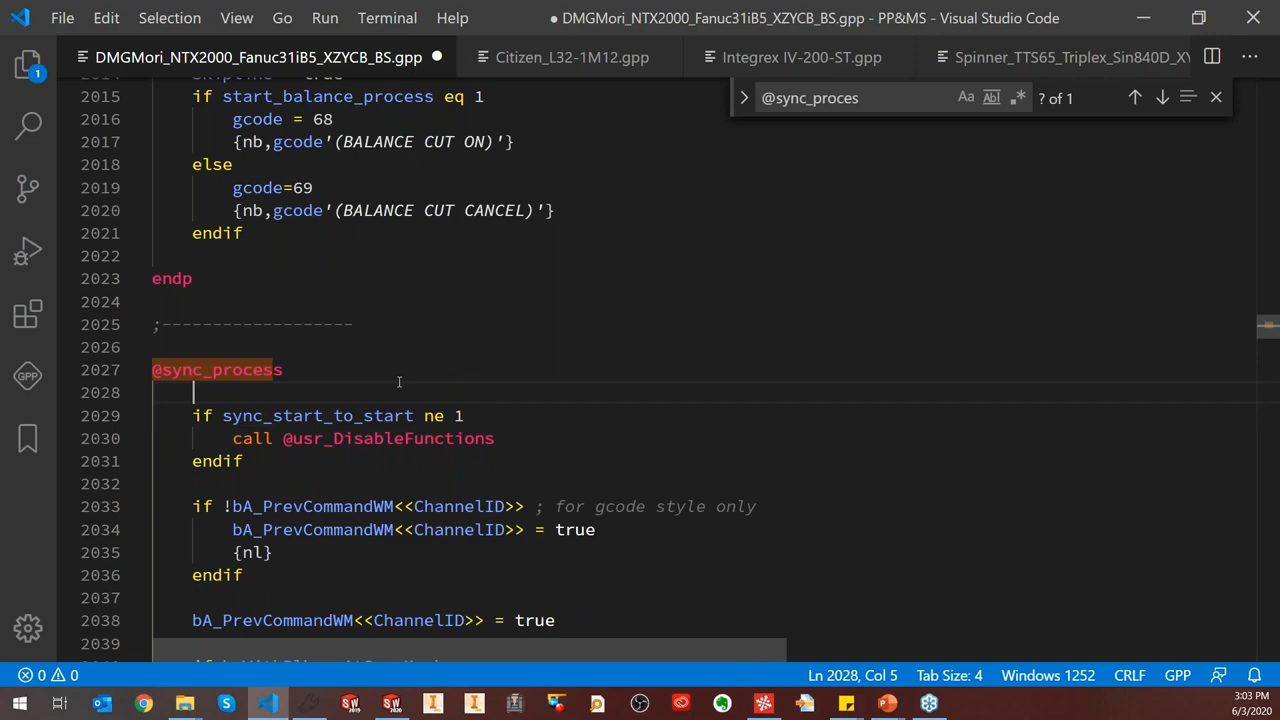 File Edit Selection View Go Run Terminal Help ● DMGMori_NTX2000_Fanuc31iB5_XZYCB_BS.gpp - PP&MS - Visual Studio Code
DMGMori_NTX2000_Fanuc31iB5_XZYCB_BS.gpp Citizen_L32-1M12.gpp Integrex IV-200-ST.gpp Spinner_TTS65_Triplex_Sin840D_XY
@sync_proces Aa Abl ? of 1
2015 if start_balance_process eq 1
2016 gcode = 68
2017 {nb,gcode'(BALANCE CUT ON)'}
2018 else
2019 gcode=69
2020 {nb,gcode'(BALANCE CUT CANCEL)'}
2021 endif
2022
2023 endp
2024
2025 ;-------------------
2026
2027 @sync_process
2028
2029 if sync_start_to_start ne 1
2030 call @usr_DisableFunctions
2031 endif
2032
2033 if !bA_PrevCommandWM<<ChannelID>> ; for gcode style only
2034 bA_PrevCommandWM<<ChannelID>> = true
2035 {nl}
2036 endif
2037
2038 bA_PrevCommandWM<<ChannelID>> = true
2039
1
GPP
0 0 Ln 2028, Col 5 Tab Size: 4 Windows 1252 CRLF GPP
3:03 PM
6/3/2020